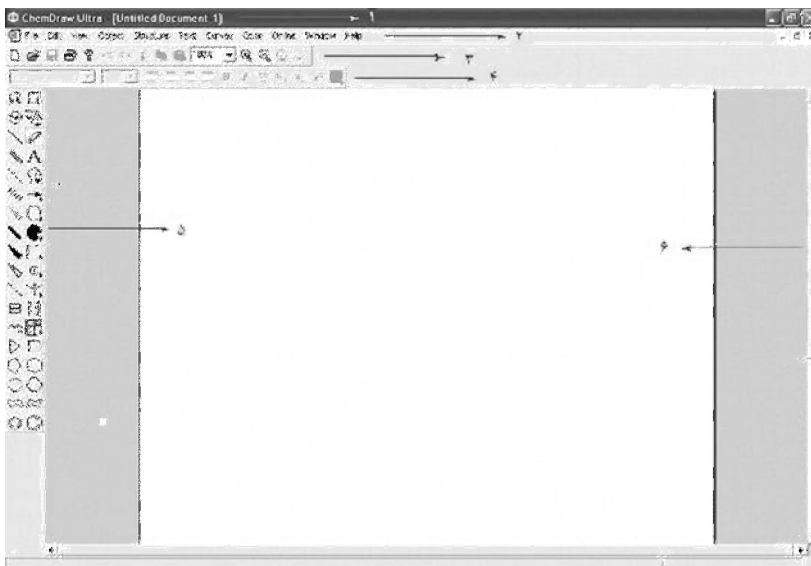 ChemDraw Ultra - [Untitled Document 1] ۱
File Edit View Object Structure Text Curves Color Online Window Help ۲
100% ۳
۴
۵
۶